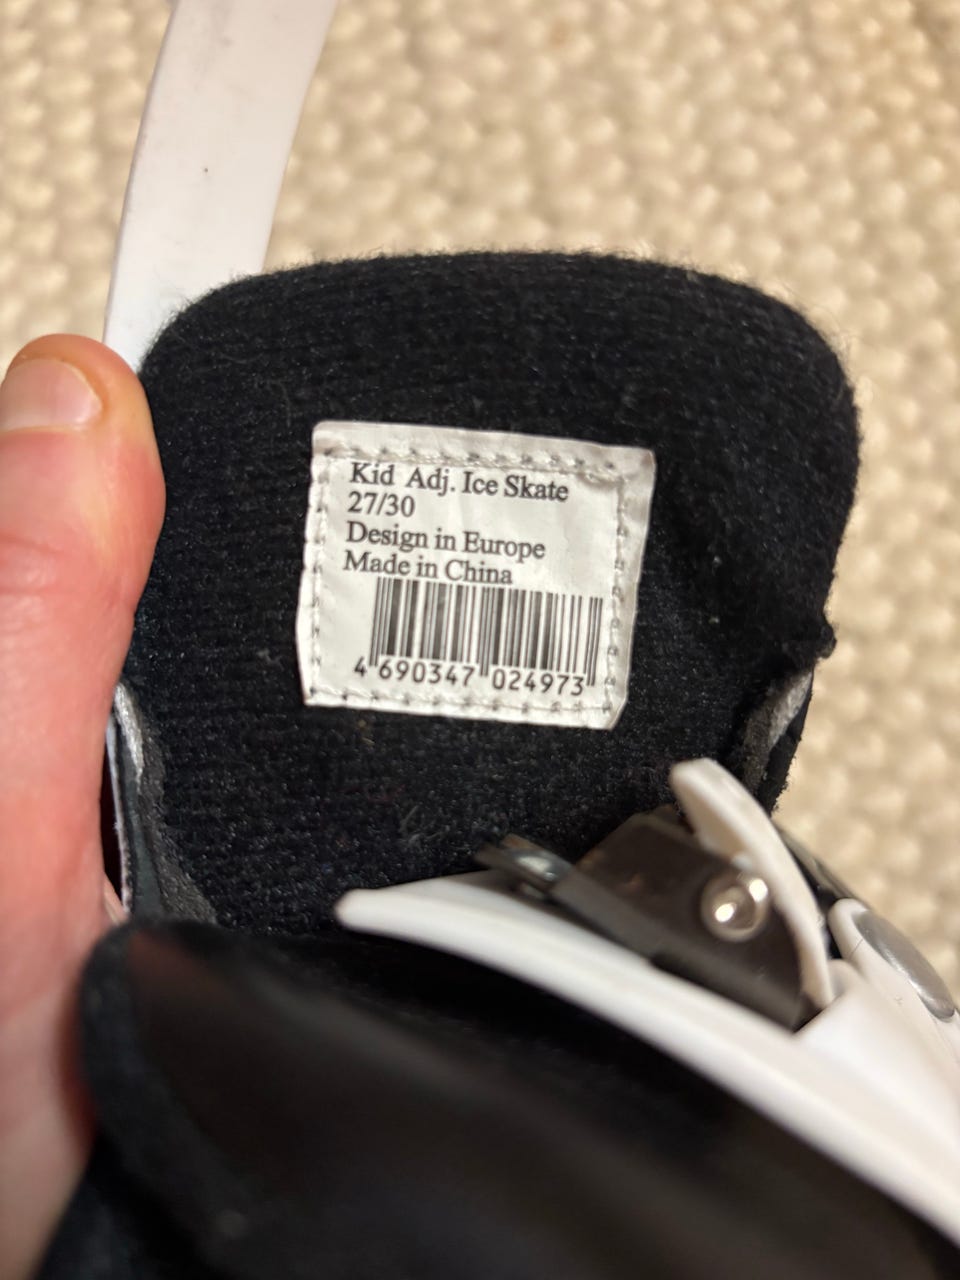 Kid Adj. Ice Skate
27/30
Design in Europe
Made in China
4 690347 024973